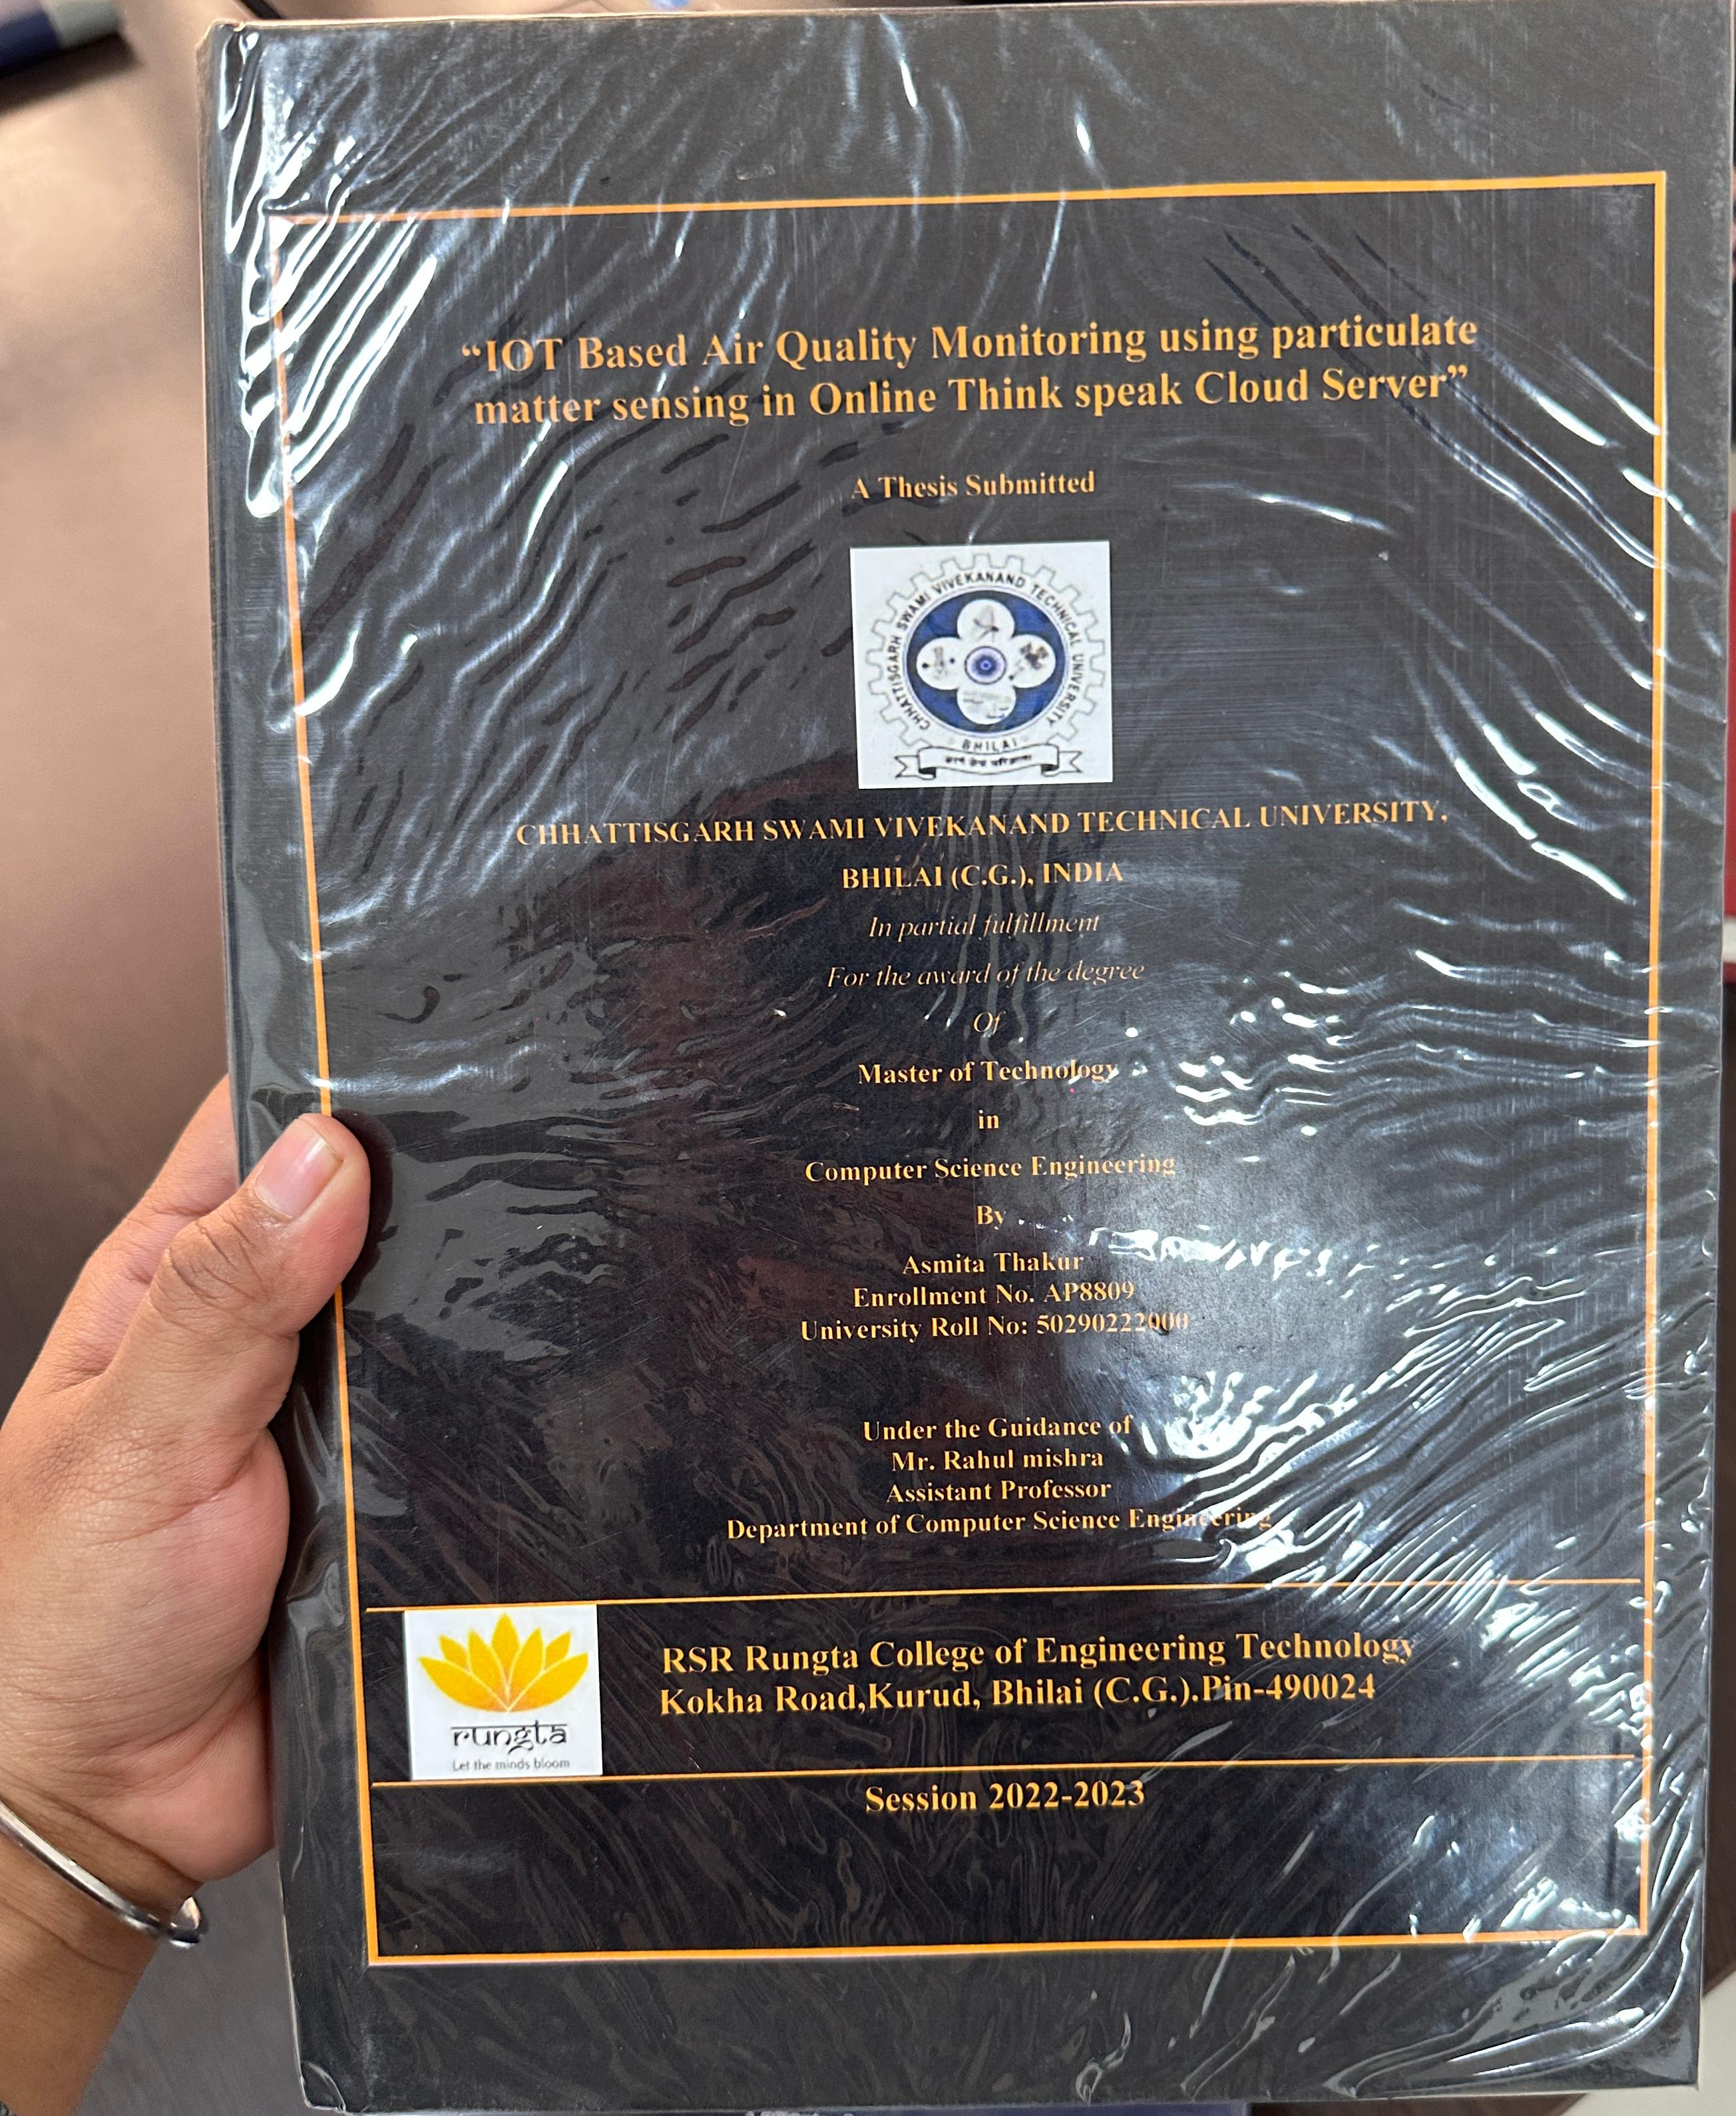 “IOT Based Air Quality Monitoring using particulate
matter sensing in Online Think speak Cloud Server”
A Thesis Submitted
CHHATTISGARH SWAMI VIVEKANAND TECHNICAL UNIVERSITY
BHILAI
CHHATTISGARH SWAMI VIVEKANAND TECHNICAL UNIVERSITY,
BHILAI (C.G.), INDIA
In partial fulfillment
For the award of the degree
Of
Master of Technology
in
Computer Science Engineering
By
Asmita Thakur
Enrollment No. AP8809
University Roll No:
Under the Guidance of
Mr. Rahul mishra
Assistant Professor
Department of Computer Science Engineering
rungta
Let the minds bloom
RSR Rungta College of Engineering Technology
Kokha Road,Kurud, Bhilai (C.G.).Pin-490024
Session 2022-2023